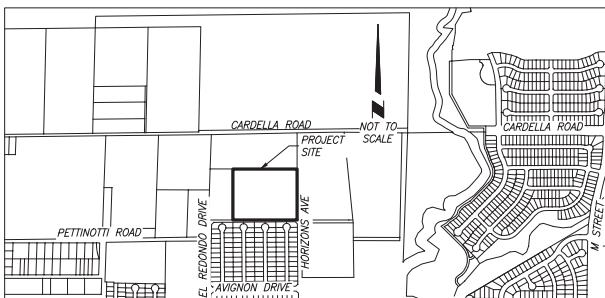 CARDELLA ROAD
NOT TO
SCALE
CARDELLA ROAD
PROJECT
SITE
PETTINOTTI ROAD
EL REDONDO DRIVE
HORIZONS AVE
M STREET
AVIGNON DRIVE